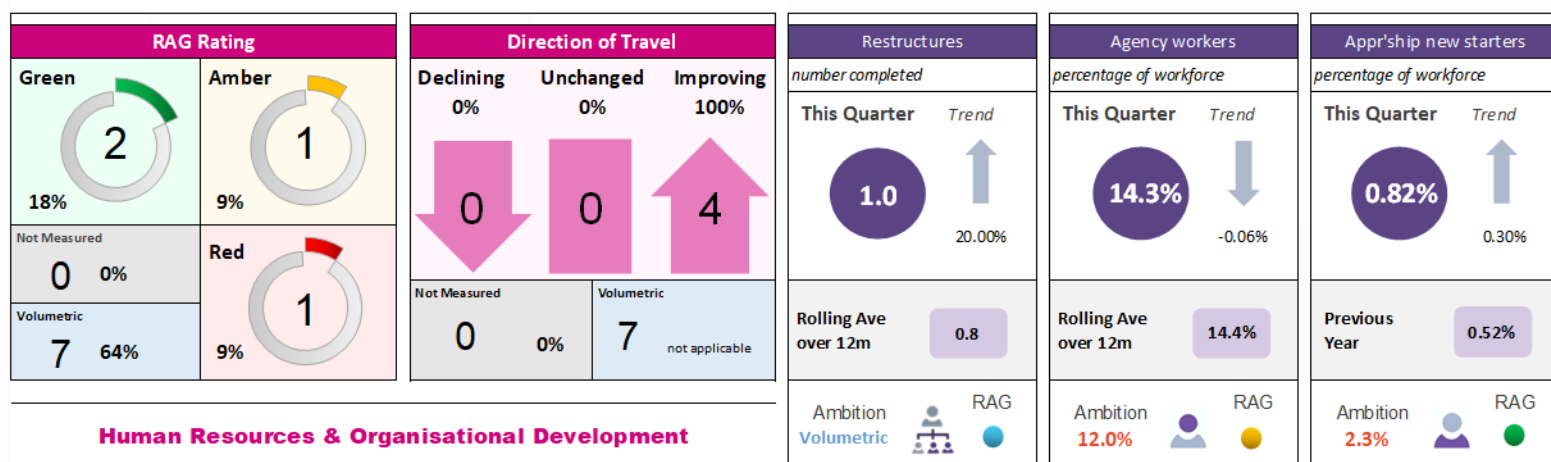 RAG Rating
Green
2
18%
Amber
1
9%
Not Measured
0 0%
Volumetric
7 64%
Red
1
9%
Direction of Travel
Declining Unchanged Improving
0% 0% 100%
0 0 4
Not Measured
0 0%
Volumetric
7 not applicable
Human Resources & Organisational Development
Restructures
number completed
This Quarter Trend
1.0
20.00%
Rolling Ave
over 12m
0.8
Ambition
Volumetric
RAG
Agency workers
percentage of workforce
This Quarter Trend
14.3%
-0.06%
Rolling Ave
over 12m
14.4%
Ambition
12.0%
RAG
Appr'ship new starters
percentage of workforce
This Quarter Trend
0.82%
0.30%
Previous
Year
0.52%
Ambition
2.3%
RAG